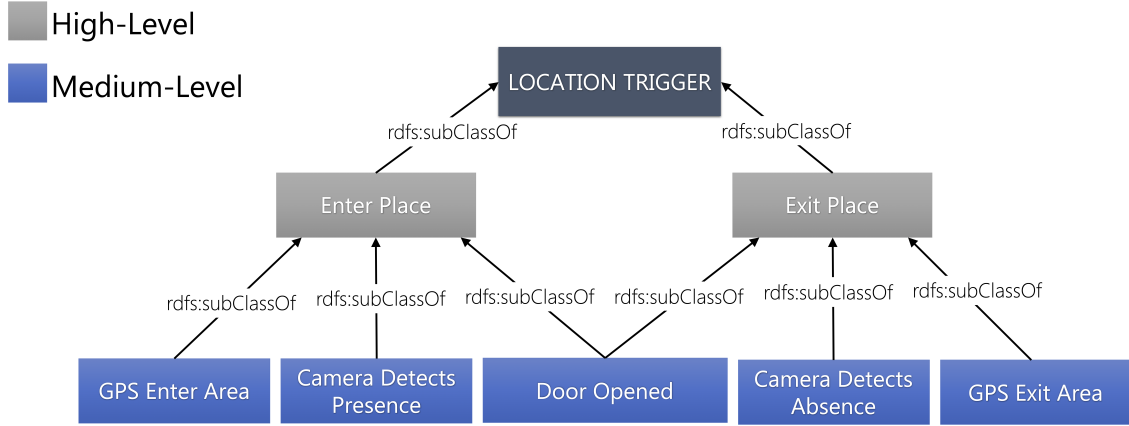 High-Level
Medium-Level
LOCATION TRIGGER
rdfs:subClassOf
rdfs:subClassOf
Enter Place
Exit Place
rdfs:subClassOf
rdfs:subClassOf
rdfs:subClassOf
rdfs:subClassOf
rdfs:subClassOf
rdfs:subClassOf
GPS Enter Area
Camera Detects
Presence
Door Opened
Camera Detects
Absence
GPS Exit Area